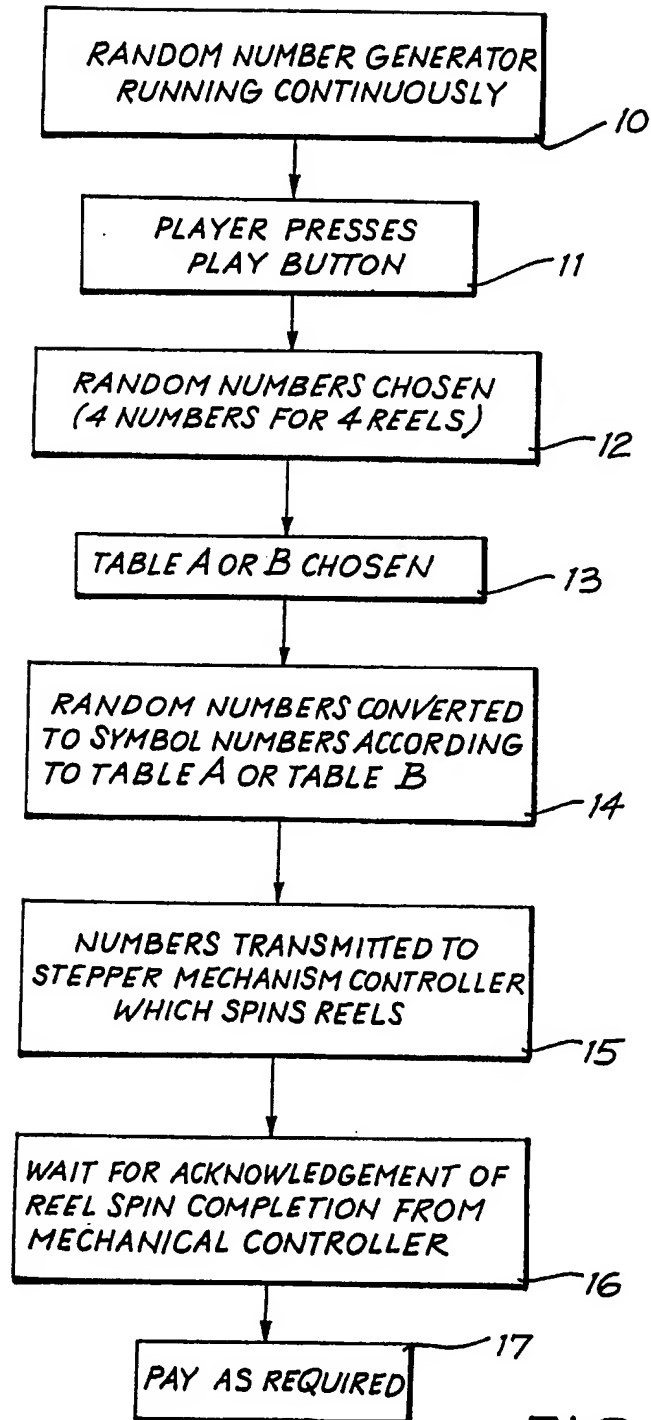 RANDOM NUMBER GENERATOR
RUNNING CONTINUOUSLY
10
PLAYER PRESSES
PLAY BUTTON
11
RANDOM NUMBERS CHOSEN
(4 NUMBERS FOR 4 REELS)
12
TABLE A OR B CHOSEN
13
RANDOM NUMBERS CONVERTED
TO SYMBOL NUMBERS ACCORDING
TO TABLE A OR TABLE B
14
NUMBERS TRANSMITTED TO
STEPPER MECHANISM CONTROLLER
WHICH SPINS REELS
15
WAIT FOR ACKNOWLEDGEMENT OF
REEL SPIN COMPLETION FROM
MECHANICAL CONTROLLER
16
17
PAY AS REQUIRED